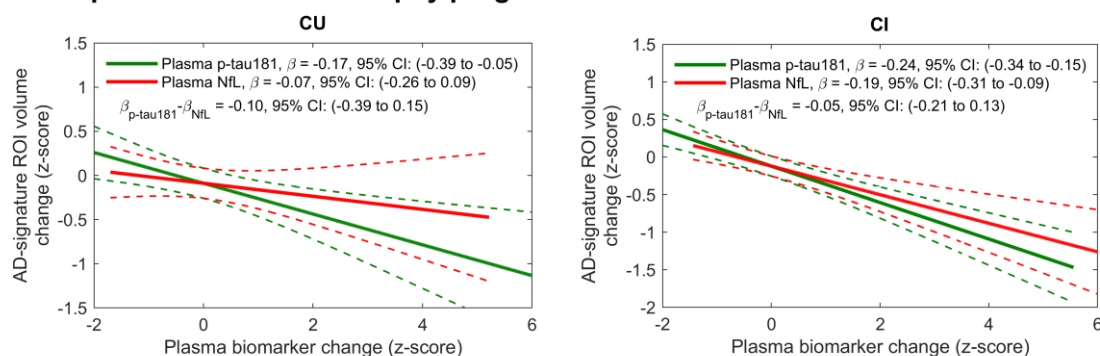 CU
1.5
1
0.5
0
-0.5
-1
-1.5
AD-signature ROI volume
change (z-score)
Plasma p-tau181, β = -0.17, 95% CI: (-0.39 to -0.05)
Plasma NfL, β = -0.07, 95% CI: (-0.26 to 0.09)
βp-tau181-βNfL = -0.10, 95% CI: (-0.39 to 0.15)
-2 0 2 4 6
Plasma biomarker change (z-score)
CI
1.5
1
0.5
0
-0.5
-1
-1.5
-2
AD-signature ROI volume
change (z-score)
Plasma p-tau181, β = -0.24, 95% CI: (-0.34 to -0.15)
Plasma NfL, β = -0.19, 95% CI: (-0.31 to -0.09)
βp-tau181-βNfL = -0.05, 95% CI: (-0.21 to 0.13)
-2 0 2 4 6
Plasma biomarker change (z-score)